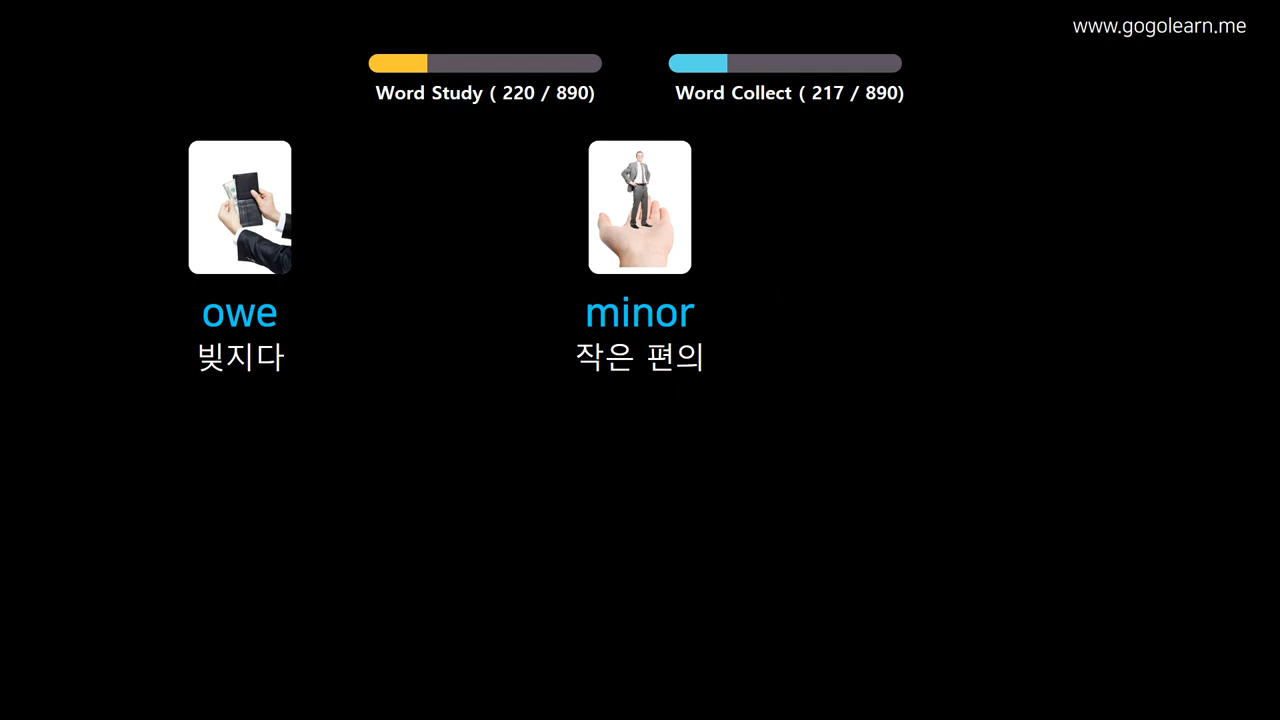 www.gogolearn.me
Word Study ( 220 / 890)
Word Collect ( 217 / 890)
owe
빚지다
minor
작은 편의